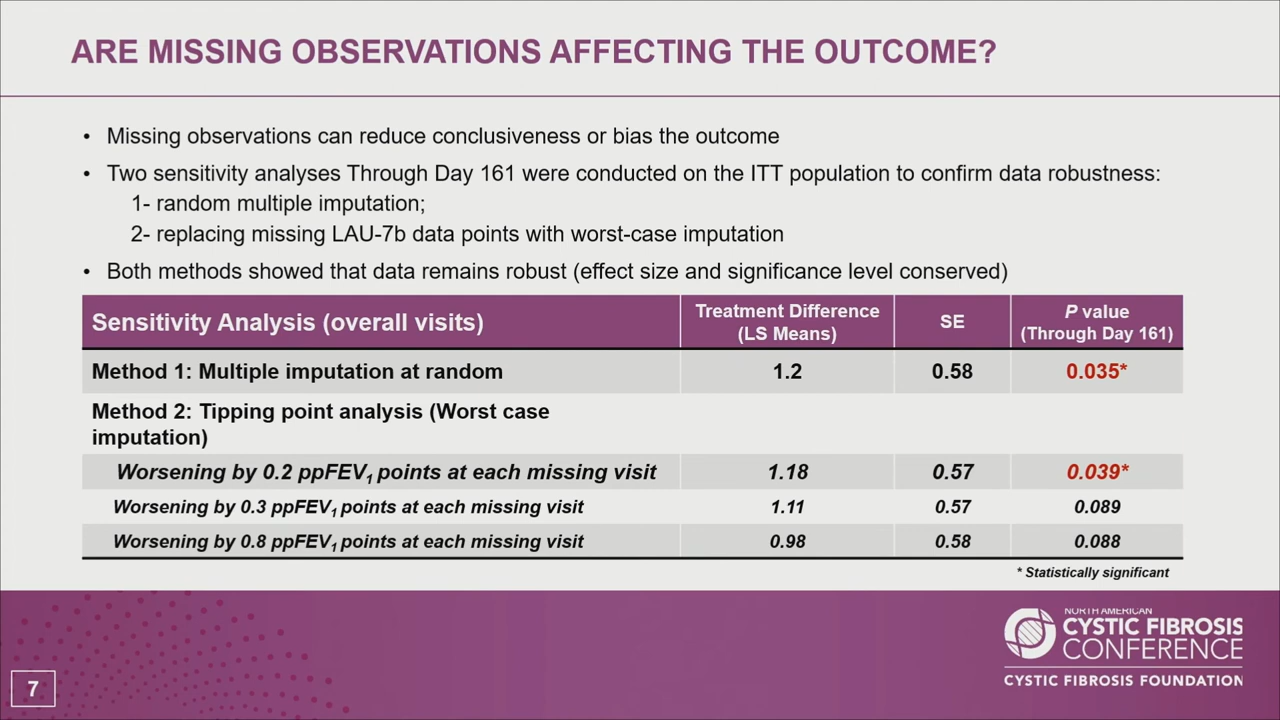 ARE MISSING OBSERVATIONS AFFECTING THE OUTCOME?
• Missing observations can reduce conclusiveness or bias the outcome
• Two sensitivity analyses Through Day 161 were conducted on the ITT population to confirm data robustness:
1- random multiple imputation;
2- replacing missing LAU-7b data points with worst-case imputation
• Both methods showed that data remains robust (effect size and significance level conserved)
Sensitivity Analysis (overall visits) Treatment Difference (LS Means) SE P value (Through Day 161)
Method 1: Multiple imputation at random 1.2 0.58 0.035*
Method 2: Tipping point analysis (Worst case
imputation)
Worsening by 0.2 ppFEV1 points at each missing visit 1.18 0.57 0.039*
Worsening by 0.3 ppFEV1 points at each missing visit 1.11 0.57 0.089
Worsening by 0.8 ppFEV1 points at each missing visit 0.98 0.58 0.088
* Statistically significant
NORTH AMERICAN
CYSTIC FIBROSIS
CONFERENCE
CYSTIC FIBROSIS FOUNDATION
7